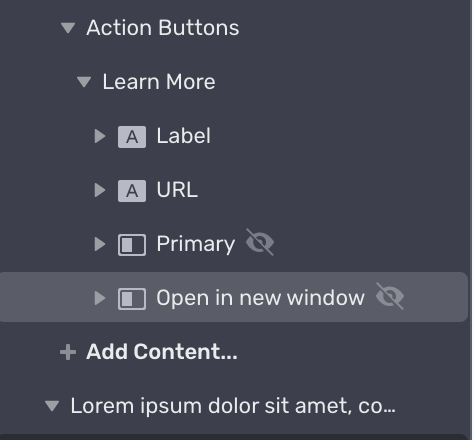 Action Buttons
Learn More
A Label
A URL
Primary
Open in new window
Add Content...
Lorem ipsum dolor sit amet, co...